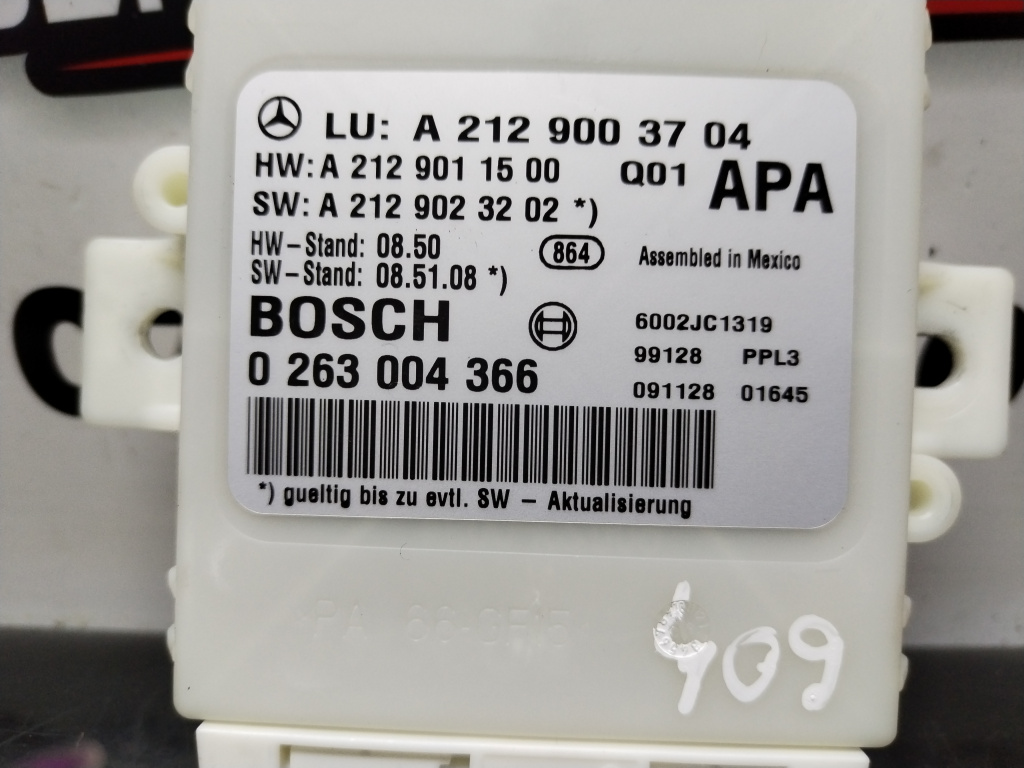 LU: A 212 900 37 04
HW: A 212 901 15 00 Q01 APA
SW: A 212 902 32 02 *)
HW-Stand: 08.50 864 Assembled in Mexico
SW-Stand: 08.51.08 *)
BOSCH 6002JC1319
0 263 004 366 99128 PPL3
091128 01645
*) gueltig bis zu evtl. SW - Aktualisierung
409